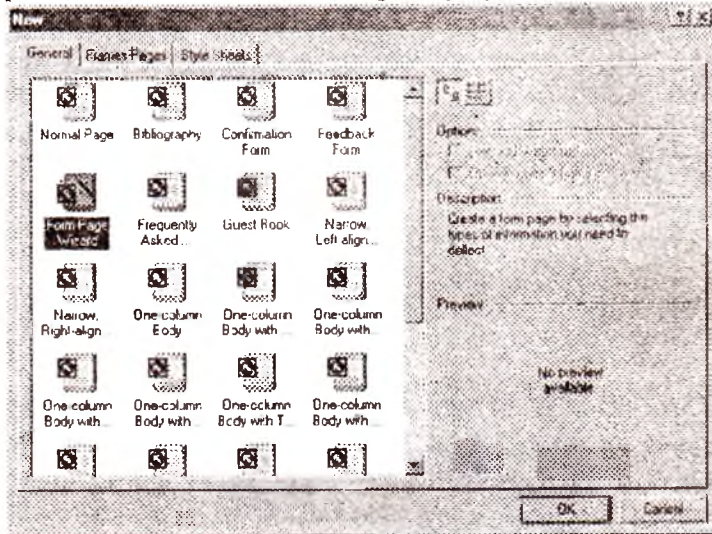 New
General Frames Pages Style Sheets
Normal Page Bibliography Confirmation Feedback
Form Form
Form Page Frequently Guest Book Narrow,
Wizard Asked ... Left-align...
Narrow, One-column One-column One-column
Right-align... Body Body with ... Body with ...
One-column One-column One-column One-column
Body with ... Body with ... Body with T... Body with ...
Options
Description
Create a form page by selecting the
types of information you need to
collect
Preview
No preview
available
OK Cancel